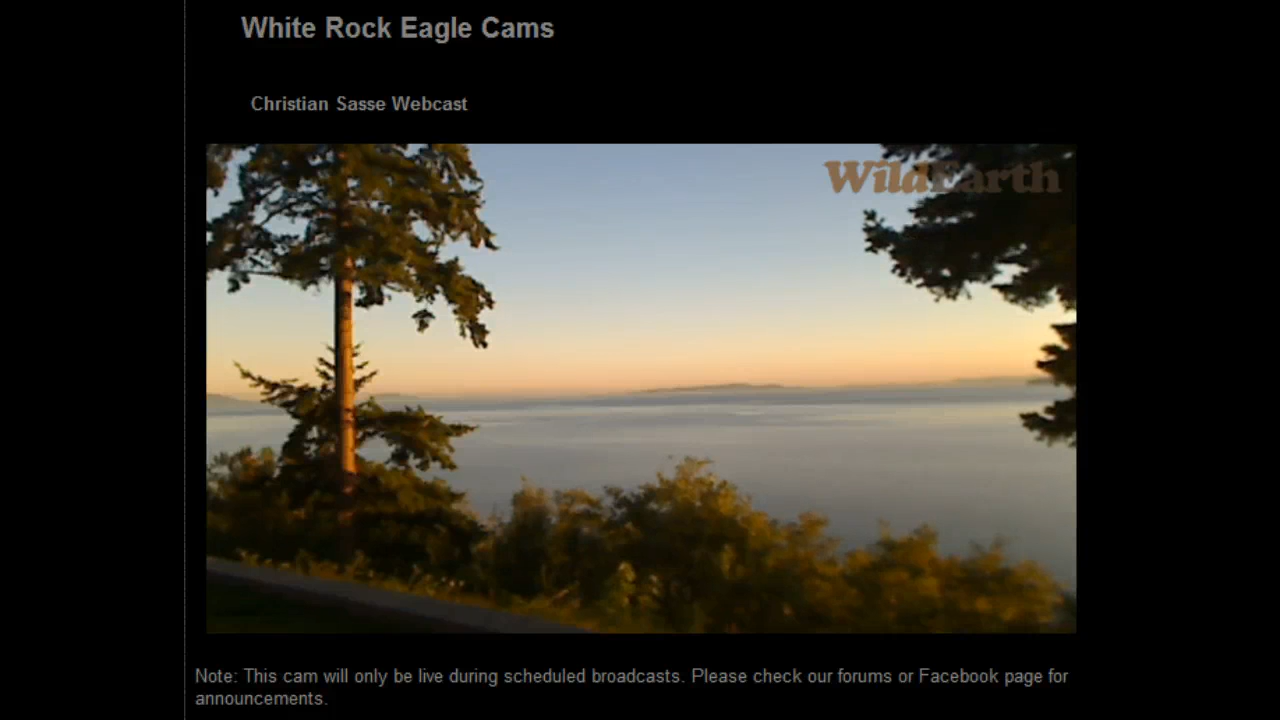 White Rock Eagle Cams
Christian Sasse Webcast
WildEarth
Note: This cam will only be live during scheduled broadcasts. Please check our forums or Facebook page for
announcements.